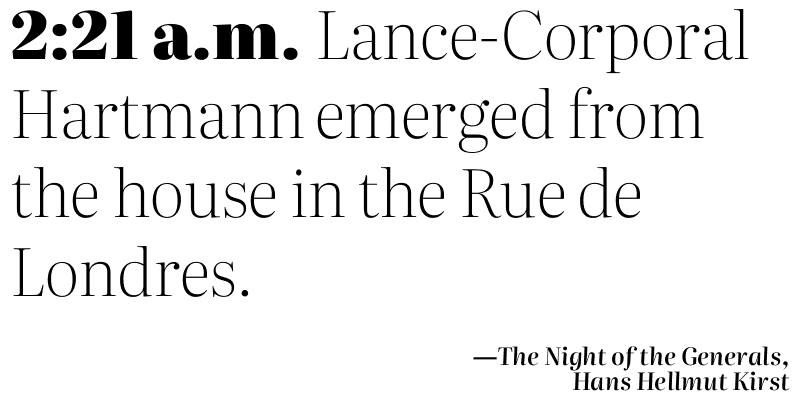 2:21 a.m. Lance-Corporal
Hartmann emerged from
the house in the Rue de
Londres.
—The Night of the Generals,
Hans Hellmut Kirst